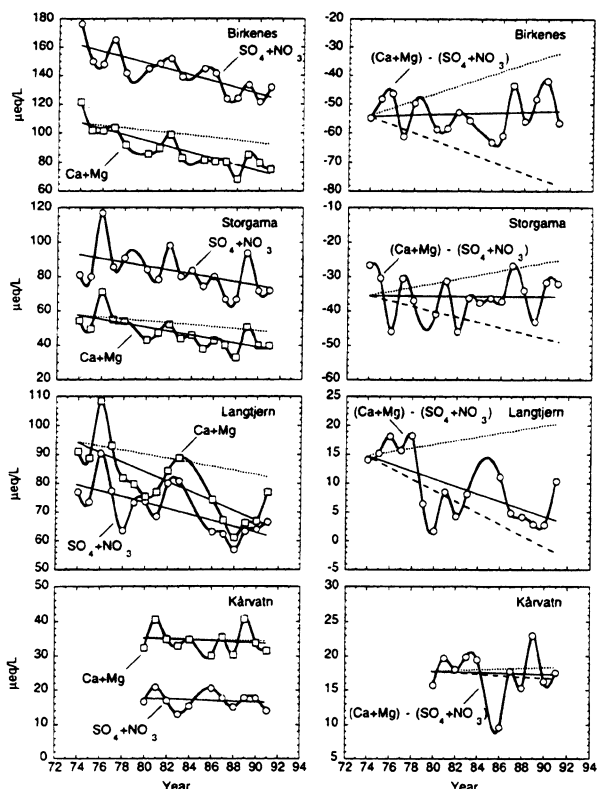 180
160
140
120
100
80
60
µeq/L
Birkenes
SO4+NO3
Ca+Mg
-20
-30
-40
-50
-60
-70
-80
Birkenes
(Ca+Mg) - (SO4+NO3)
120
100
80
60
40
20
µeq/L
Storgama
SO4+NO3
Ca+Mg
-10
-20
-30
-40
-50
-60
Storgama
(Ca+Mg) - (SO4+NO3)
110
100
90
80
70
60
50
µeq/L
Langtjern
Ca+Mg
SO4+NO3
25
20
15
10
5
0
-5
(Ca+Mg) - (SO4+NO3)
Langtjern
50
40
30
20
10
0
µeq/L
Kårvatn
Ca+Mg
SO4+NO3
72 74 76 78 80 82 84 86 88 90 92 94
Year
30
25
20
15
10
5
Kårvatn
(Ca+Mg) - (SO4+NO3)
72 74 76 78 80 82 84 86 88 90 92 94
Year